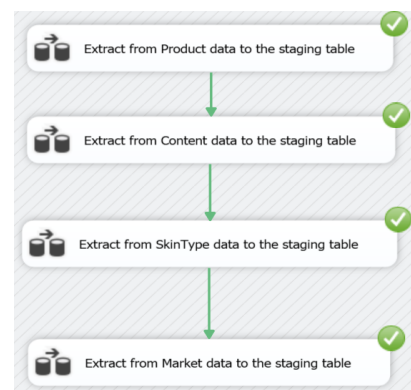 Extract from Product data to the staging table
Extract from Content data to the staging table
Extract from SkinType data to the staging table
Extract from Market data to the staging table